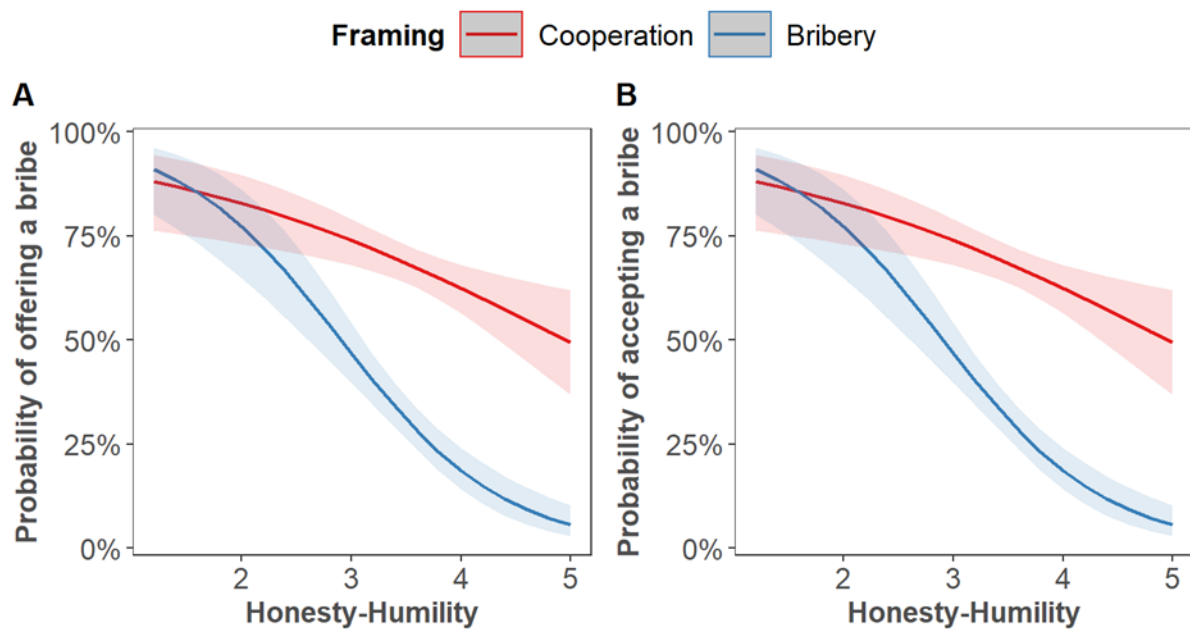 Framing Cooperation Bribery
A
Probability of offering a bribe
100%
75%
50%
25%
0%
2 3 4 5
Honesty-Humility
B
Probability of accepting a bribe
100%
75%
50%
25%
0%
2 3 4 5
Honesty-Humility